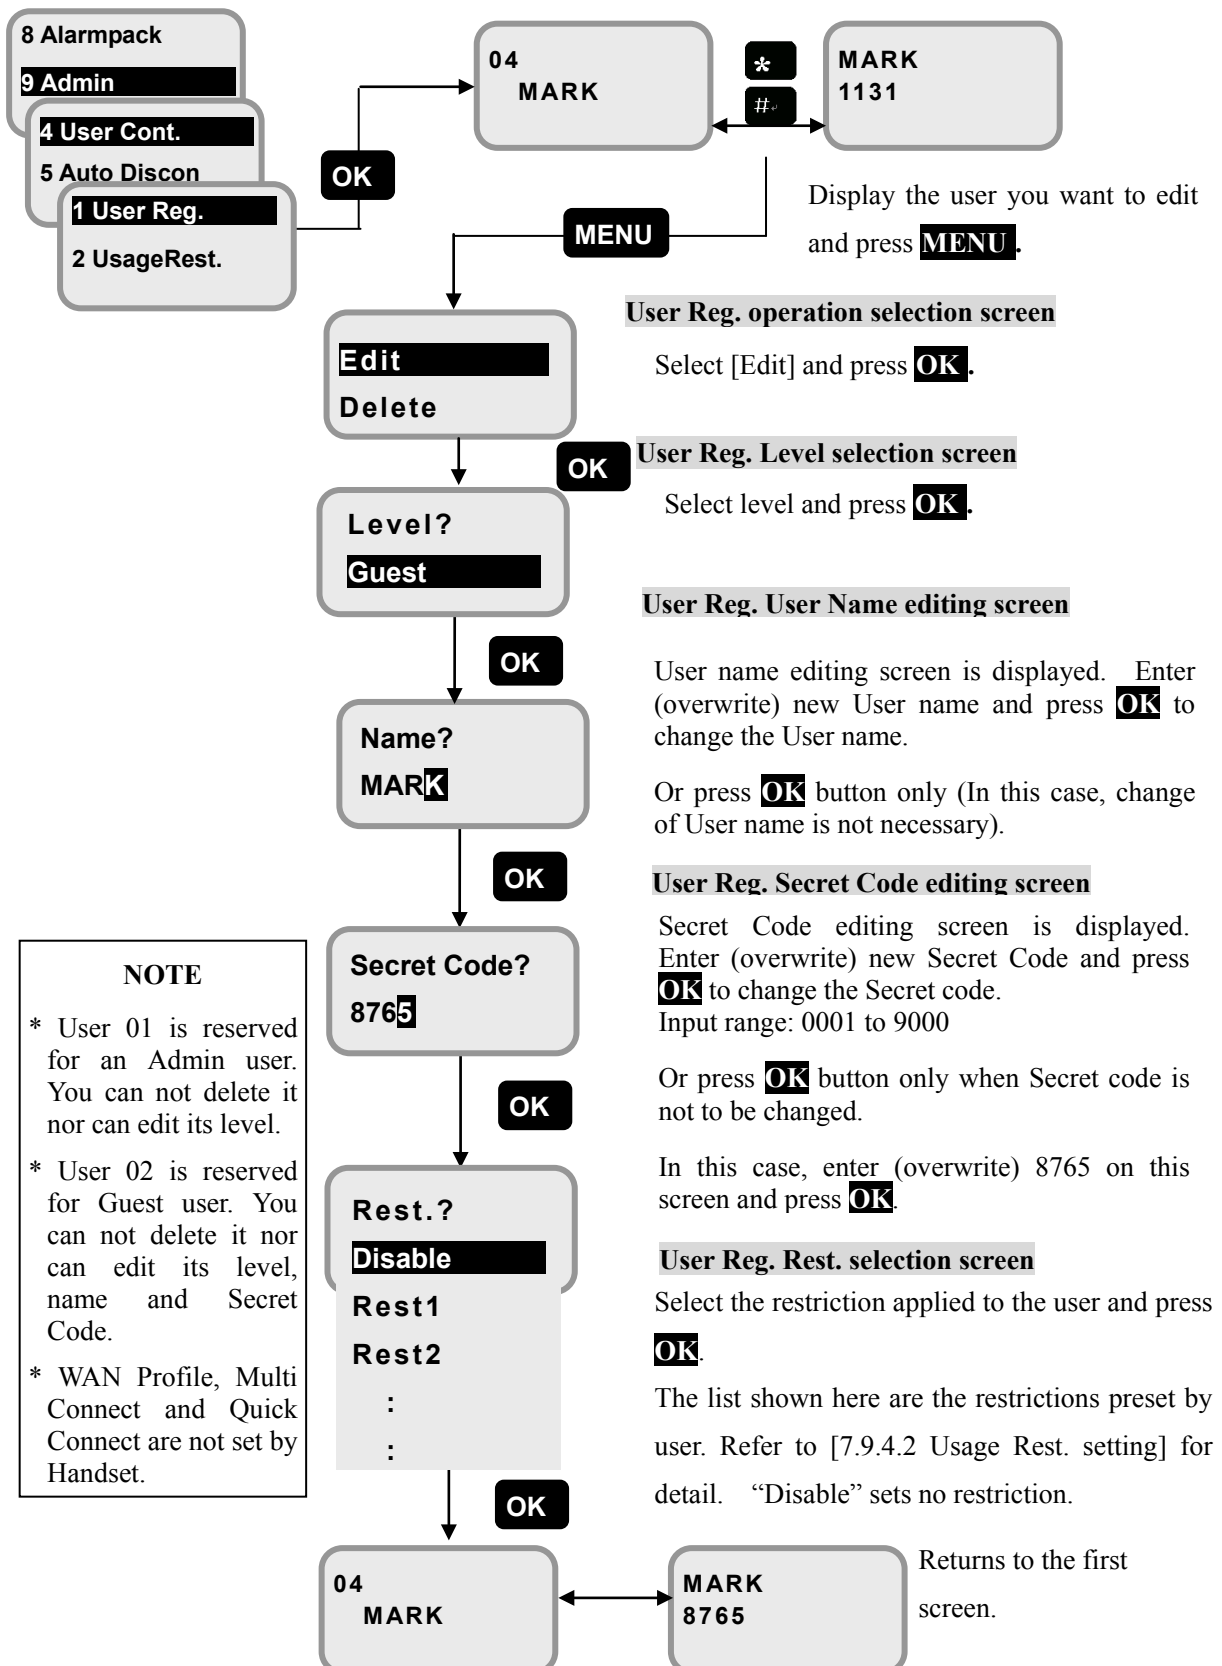 8 Alarmpack
9 Admin
4 User Cont.
5 Auto Discon
1 User Reg.
2 UsageRest.
OK
04
MARK
*
#
MARK
1131
MENU
Display the user you want to edit
and press MENU .
User Reg. operation selection screen
Edit
Delete
Select [Edit] and press OK .
OK
User Reg. Level selection screen
Level?
Guest
Select level and press OK .
OK
User Reg. User Name editing screen
Name?
MARK
User name editing screen is displayed. Enter
(overwrite) new User name and press OK to
change the User name.
Or press OK button only (In this case, change
of User name is not necessary).
OK
User Reg. Secret Code editing screen
Secret Code?
8765
Secret Code editing screen is displayed.
Enter (overwrite) new Secret Code and press
OK to change the Secret code.
Input range: 0001 to 9000
Or press OK button only when Secret code is
not to be changed.
In this case, enter (overwrite) 8765 on this
screen and press OK.
OK
NOTE
* User 01 is reserved
for an Admin user.
You can not delete it
nor can edit its level.
* User 02 is reserved
for Guest user. You
can not delete it nor
can edit its level,
name and Secret
Code.
* WAN Profile, Multi
Connect and Quick
Connect are not set by
Handset.
Rest.?
Disable
Rest1
Rest2
:
:
User Reg. Rest. selection screen
Select the restriction applied to the user and press
OK.
The list shown here are the restrictions preset by
user. Refer to [7.9.4.2 Usage Rest. setting] for
detail. “Disable” sets no restriction.
OK
04
MARK
MARK
8765
Returns to the first
screen.